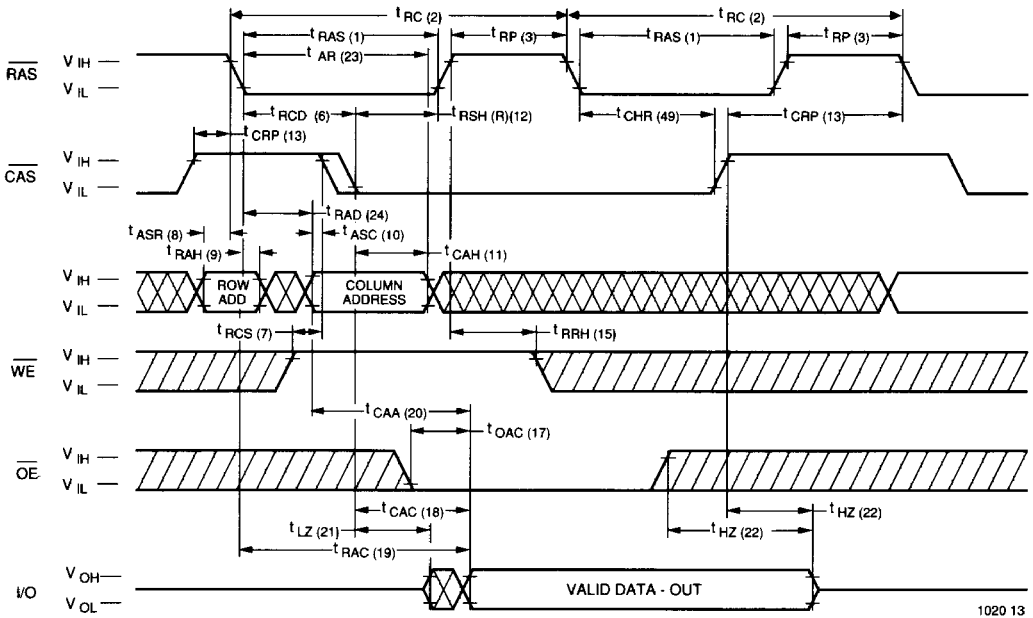 t RC (2) t RC (2)
t RAS (1) t RP (3) t RAS (1) t RP (3)
t AR (23)
RAS V IH
V IL
t RCD (6) t RSH (R)(12) t CHR (49) t CRP (13)
t CRP (13)
CAS V IH
V IL
t RAD (24)
t ASR (8) t ASC (10)
t RAH (9) t CAH (11)
V IH ROW ADD COLUMN ADDRESS
V IL
t RCS (7) t RRH (15)
WE V IH
V IL
t CAA (20)
t OAC (17)
OE V IH
V IL
t CAC (18) t HZ (22)
t LZ (21) t HZ (22)
t RAC (19)
I/O V OH VALID DATA - OUT
V OL
1020 13